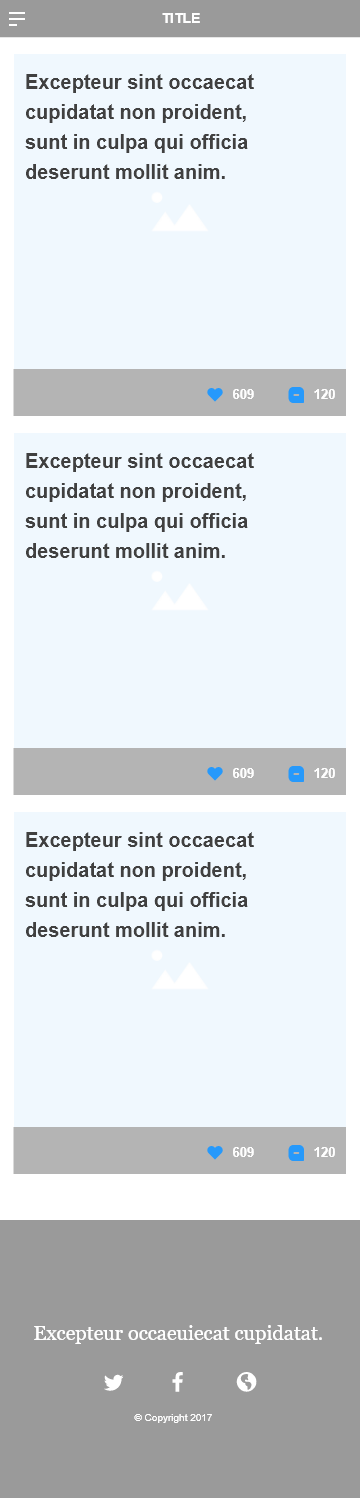 TITLE
Excepteur sint occaecat
cupidatat non proident,
sunt in culpa qui officia
deserunt mollit anim.
609 120
Excepteur sint occaecat
cupidatat non proident,
sunt in culpa qui officia
deserunt mollit anim.
609 120
Excepteur sint occaecat
cupidatat non proident,
sunt in culpa qui officia
deserunt mollit anim.
609 120
Excepteur occaeuiecat cupidatat.
© Copyright 2017